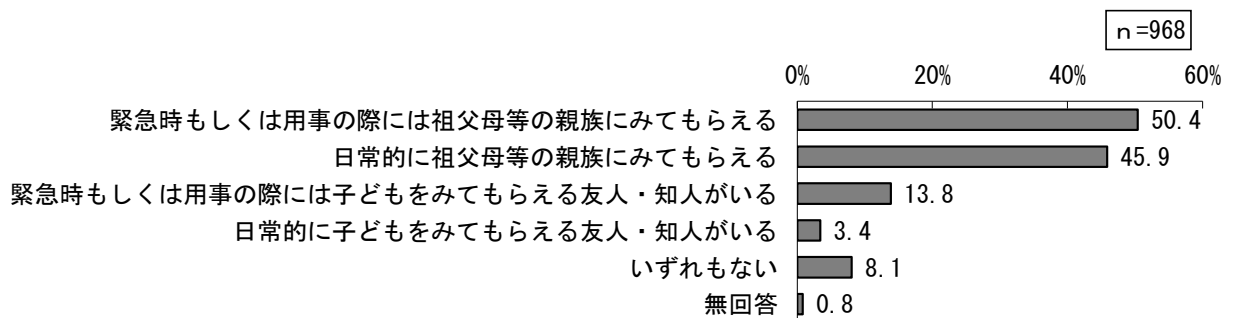 ｎ=968
0% 20% 40% 60%
緊急時もしくは用事の際には祖父母等の親族にみてもらえる 50.4
日常的に祖父母等の親族にみてもらえる 45.9
緊急時もしくは用事の際には子どもをみてもらえる友人・知人がいる 13.8
日常的に子どもをみてもらえる友人・知人がいる 3.4
いずれもない 8.1
無回答 0.8